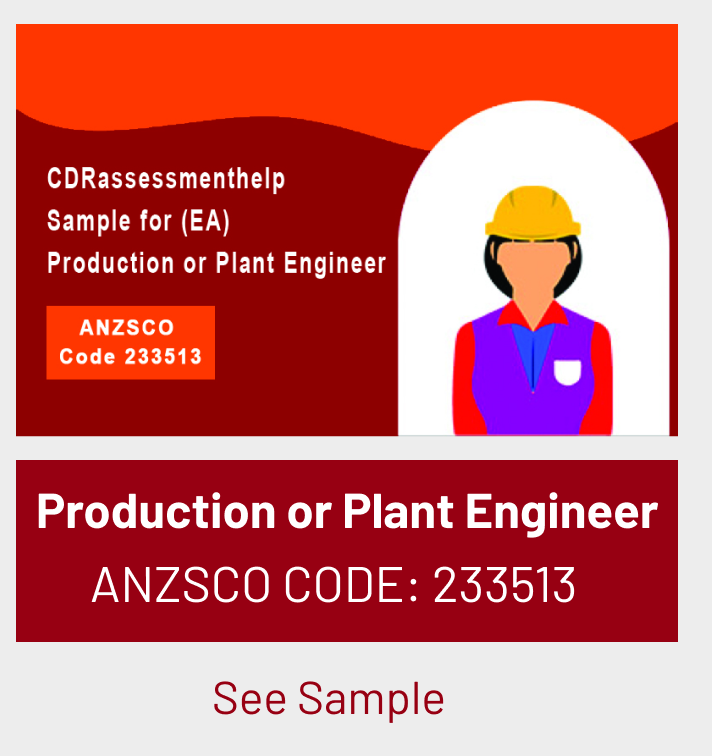 CDRassessmenthelp
Sample for (EA)
Production or Plant Engineer
ANZSCO
Code 233513
Production or Plant Engineer
ANZSCO CODE: 233513
See Sample